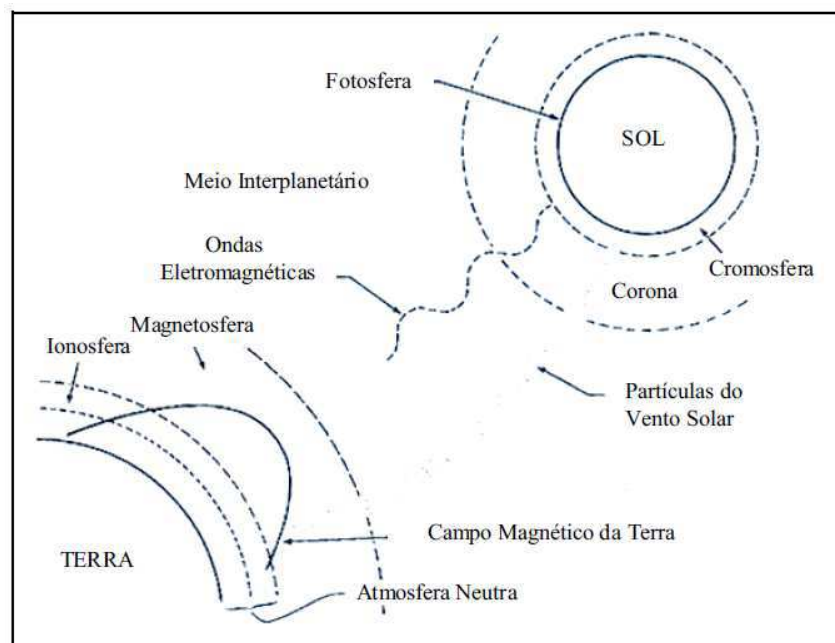 Fotosfera
SOL
Meio Interplanetário
Ondas
Eletromagnéticas
Cromosfera
Corona
Magnetosfera
Ionosfera
Partículas do
Vento Solar
Campo Magnético da Terra
TERRA
Atmosfera Neutra